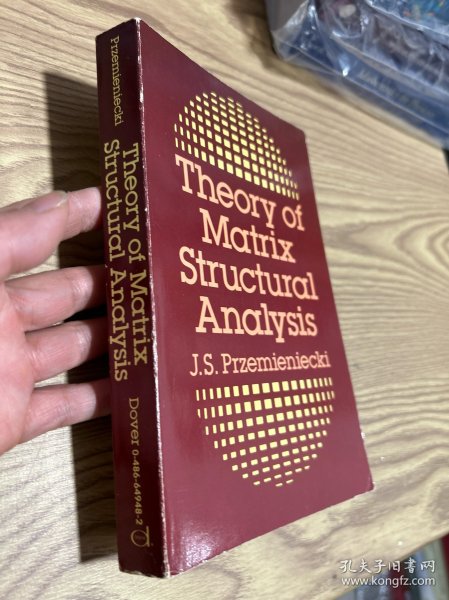 Przemieniecki
Theory of Matrix
Structural Analysis
Dover 0-486-64948-2
Theory of
Matrix
Structural
Analysis
J.S. Przemieniecki
孔夫子旧书网
www.kongfz.com